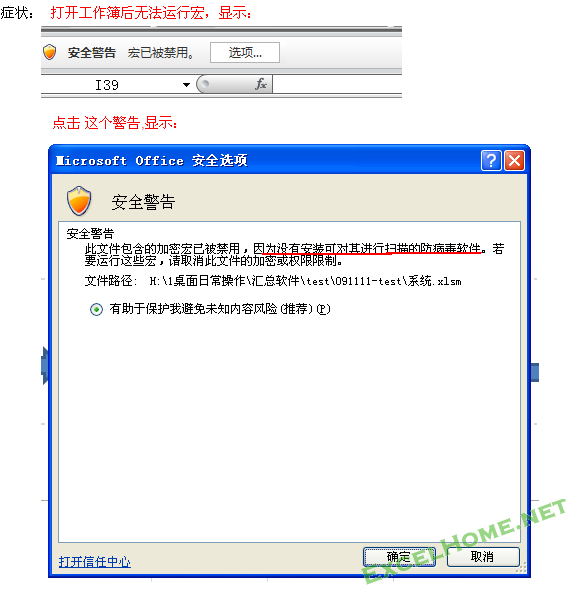 症状： 打开工作簿后无法运行宏，显示：
安全警告 宏已被禁用。 选项...
I39 fx
点击 这个警告,显示：
Microsoft Office 安全选项
安全警告
安全警告
此文件包含的加密宏已被禁用，因为没有安装可对其进行扫描的防病毒软件。若
要运行这些宏，请取消此文件的加密或权限限制。
文件路径： H:\1桌面日常操作\汇总软件\test\091111-test\系统.xlsm
有助于保护我避免未知内容风险(推荐)(P)
打开信任中心 确定 取消
EXCELHOME.NET